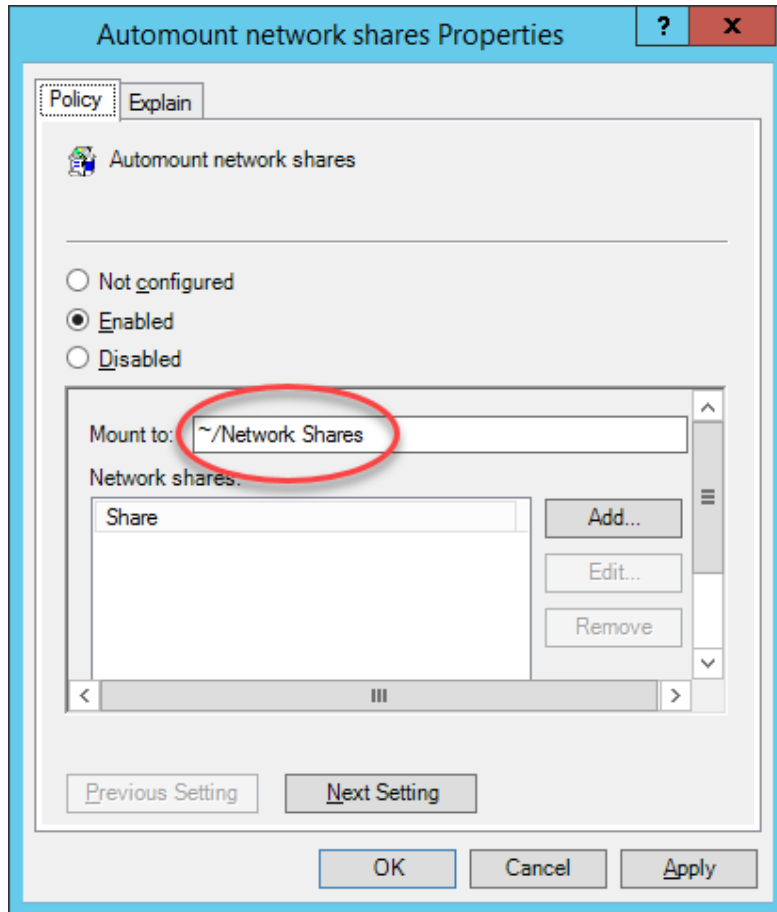 Automount network shares Properties
? x
Policy Explain
Automount network shares
Not configured
Enabled
Disabled
Mount to: ~/Network Shares
Network shares:
Share
Add...
Edit...
Remove
Previous Setting Next Setting
OK Cancel Apply